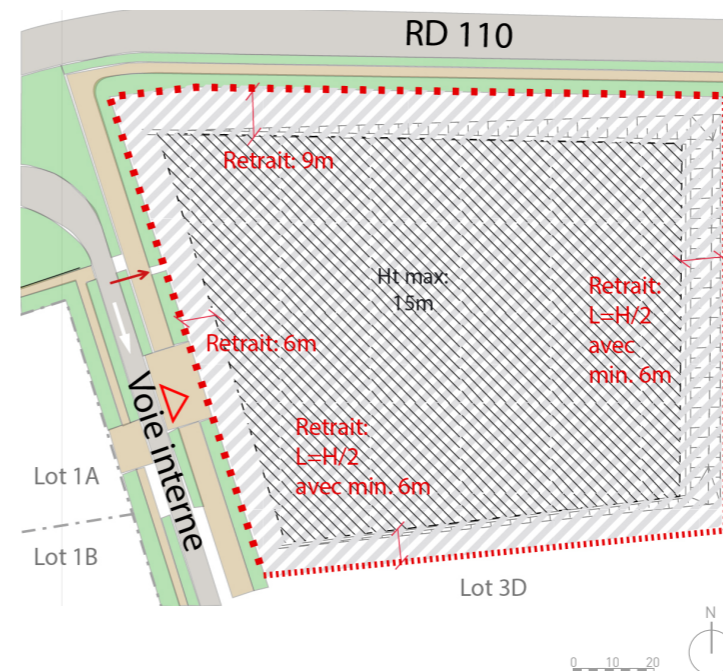 RD 110
Retrait: 9m
Ht max:
15m
Retrait:
L=H/2
avec
min. 6m
Retrait: 6m
Voie interne
Retrait:
L=H/2
avec min. 6m
Lot 1A
Lot 1B
Lot 3D
N
0 10 20